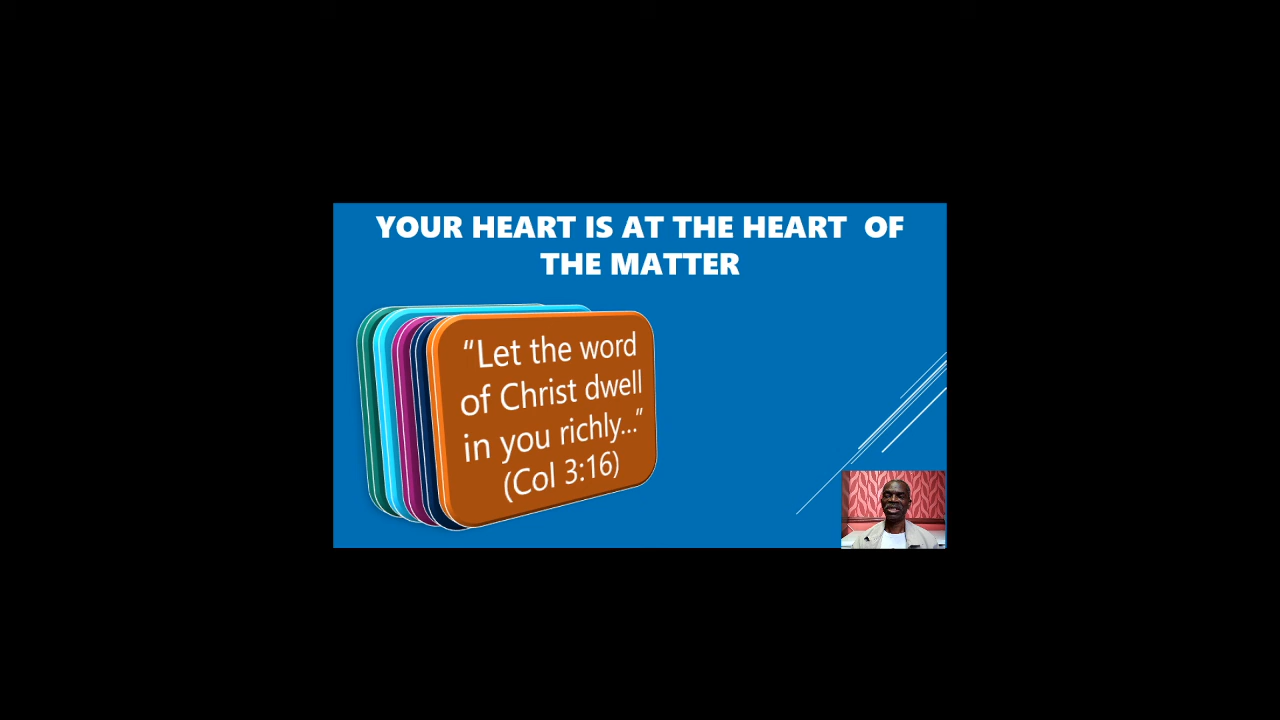 YOUR HEART IS AT THE HEART OF
THE MATTER
“Let the word
of Christ dwell
in you richly...”
(Col 3:16)